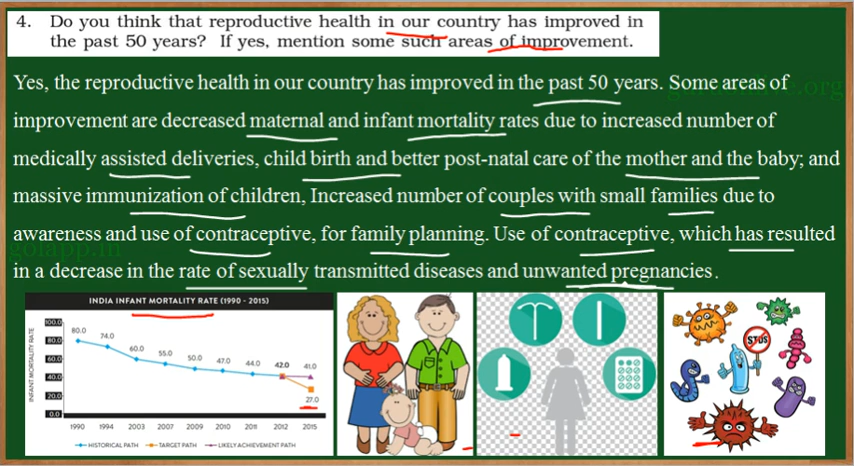 4. Do you think that reproductive health in our country has improved in
the past 50 years? If yes, mention some such areas of improvement.
Yes, the reproductive health in our country has improved in the past 50 years. Some areas of
improvement are decreased maternal and infant mortality rates due to increased number of
medically assisted deliveries, child birth and better post-natal care of the mother and the baby; and
massive immunization of children, Increased number of couples with small families due to
awareness and use of contraceptive, for family planning. Use of contraceptive, which has resulted
in a decrease in the rate of sexually transmitted diseases and unwanted pregnancies.
INDIA INFANT MORTALITY RATE (1990 - 2015)
INFANT MORTALITY RATE
100.0
80.0
60.0
40.0
20.0
0.0
80.0 74.0 60.0 55.0 50.0 47.0 44.0 42.0 41.0
27.0
1990 1994 2003 2007 2009 2010 2011 2012 2015
HISTORICAL PATH TARGET PATH LIKELY ACHIEVEMENT PATH
STDS